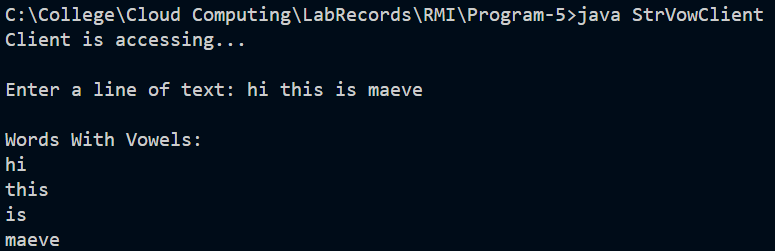 C:\College\Cloud Computing\LabRecords\RMI\Program-5>java StrVowClient
Client is accessing...
Enter a line of text: hi this is maeve
Words With Vowels:
hi
this
is
maeve